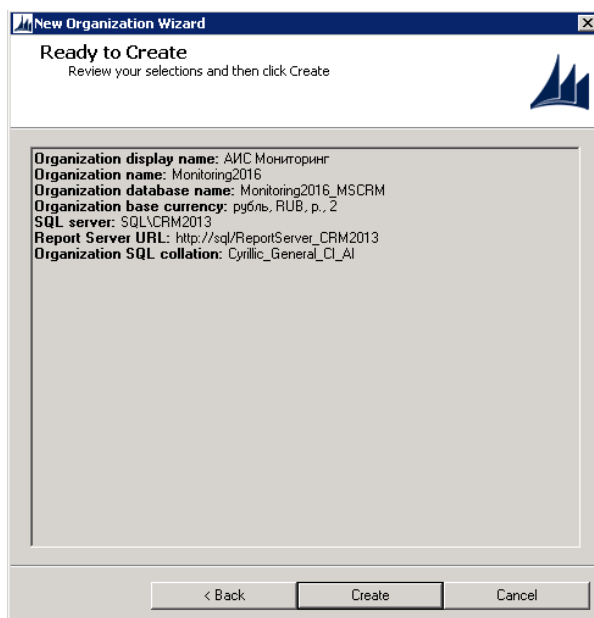 New Organization Wizard
Ready to Create
Review your selections and then click Create
Organization display name: АИС Мониторинг
Organization name: Monitoring2016
Organization database name: Monitoring2016_MSCRM
Organization base currency: рубль, RUB, р., 2
SQL server: SQL\CRM2013
Report Server URL: http://sql/ReportServer_CRM2013
Organization SQL collation: Cyrillic_General_CI_AI
< Back Create Cancel